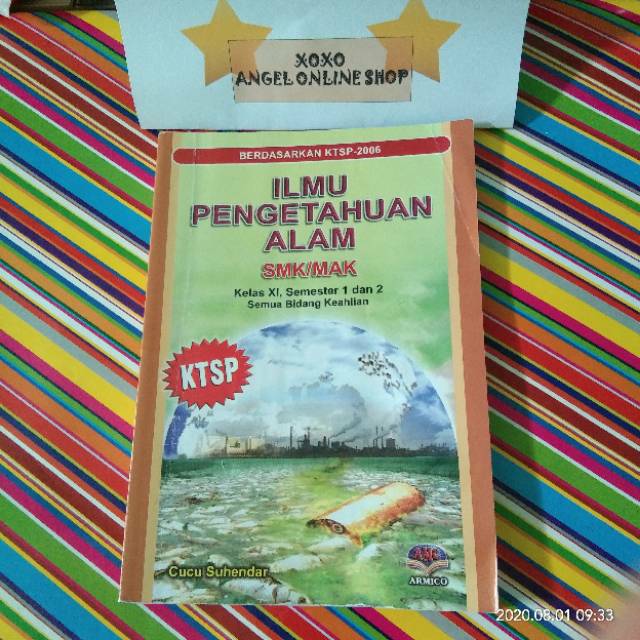 XOXO
ANGEL ONLINE SHOP
BERDASARKAN KTSP-2006
ILMU
PENGETAHUAN
ALAM
SMK/MAK
Kelas XI, Semester 1 dan 2
Semua Bidang Keahlian
KTSP
Cucu Suhendar
ARMICO
2020.08.01 09:33